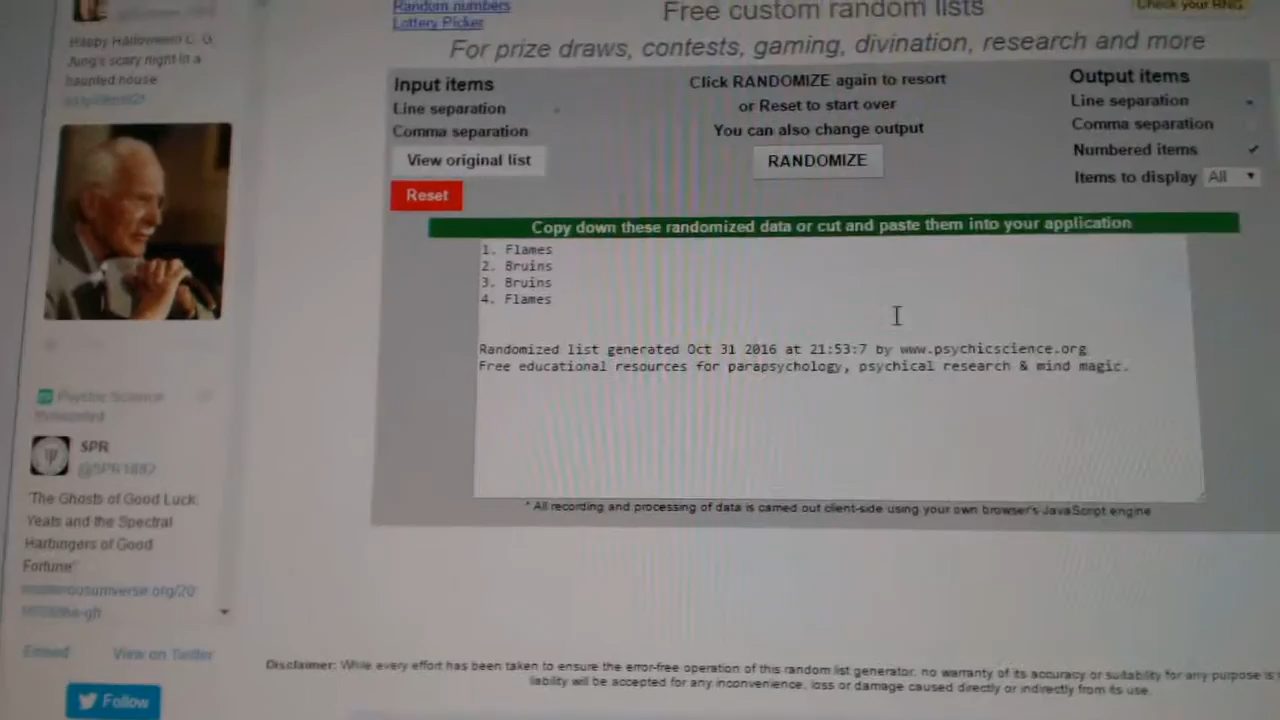 Random numbers
Lottery Picker
Free custom random lists
Check your RNG
For prize draws, contests, gaming, divination, research and more
Happy Halloween! C. G.
Jung's scary night in a
haunted house
Input items
Line separation
Comma separation
View original list
Reset
Click RANDOMIZE again to resort
or Reset to start over
You can also change output
RANDOMIZE
Output items
Line separation
Comma separation
Numbered items
Items to display All
Copy down these randomized data or cut and paste them into your application
1. Flames
2. Bruins
3. Bruins
4. Flames
Randomized list generated Oct 31 2016 at 21:53:7 by www.psychicscience.org
Free educational resources for parapsychology, psychical research & mind magic.
* All recording and processing of data is carried out client-side using your own browser's JavaScript engine
Psychic Science
Retweeted
SPR
@SPR1882
'The Ghosts of Good Luck:
Yeats and the Spectral
Harbingers of Good
Fortune'
Embed
View on Twitter
Follow
Disclaimer: While every effort has been taken to ensure the error-free operation of this random list generator, no warranty of its accuracy or suitability for any purpose is
liability will be accepted for any inconvenience, loss or damage caused directly or indirectly from its use.